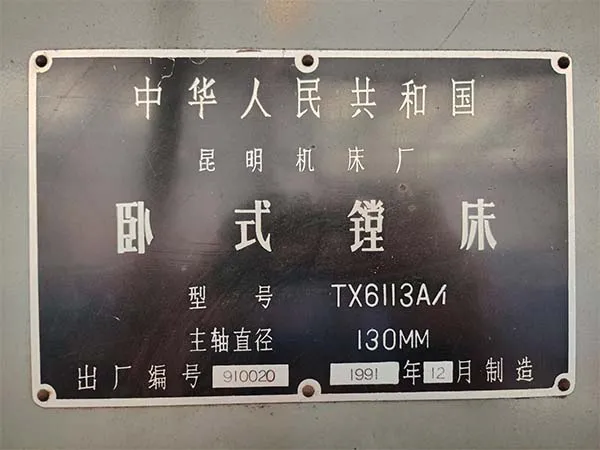 中华人民共和国
昆明机床厂
卧式镗床
型号 TX6113A/1
主轴直径 130MM
出厂编号 910020 1991 年 12 月制造